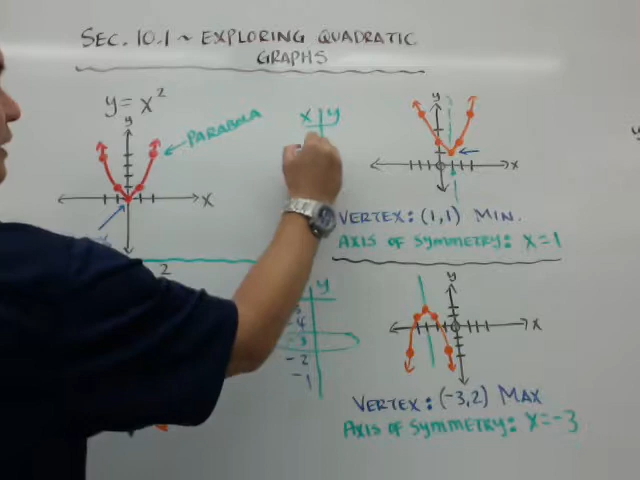 SEC. 10.1 ~ EXPLORING QUADRATIC
GRAPHS
y = x²
y
x
PARABOLA
x y
y
x
VERTEX: (1,1) MIN.
AXIS OF SYMMETRY: x=1
2
y
-4
-3
-2
-1
y
x
VERTEX: (-3,2) MAX
AXIS OF SYMMETRY: x=-3